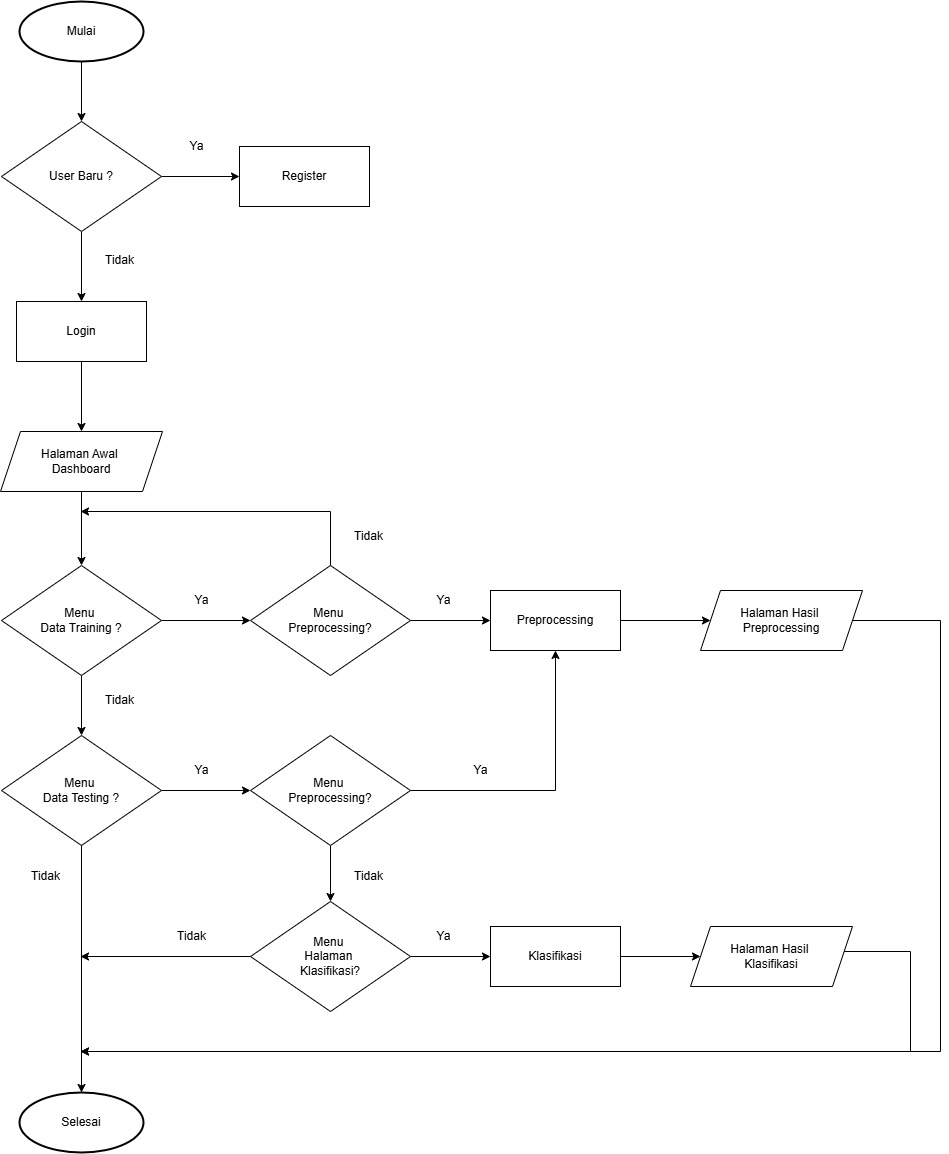 Mulai
Ya
User Baru ?
Register
Tidak
Login
Halaman Awal
Dashboard
Tidak
Menu
Data Training ?
Ya
Menu
Preprocessing?
Ya
Preprocessing
Halaman Hasil
Preprocessing
Tidak
Menu
Data Testing ?
Ya
Menu
Preprocessing?
Ya
Tidak
Tidak
Tidak
Menu
Halaman
Klasifikasi?
Ya
Klasifikasi
Halaman Hasil
Klasifikasi
Selesai